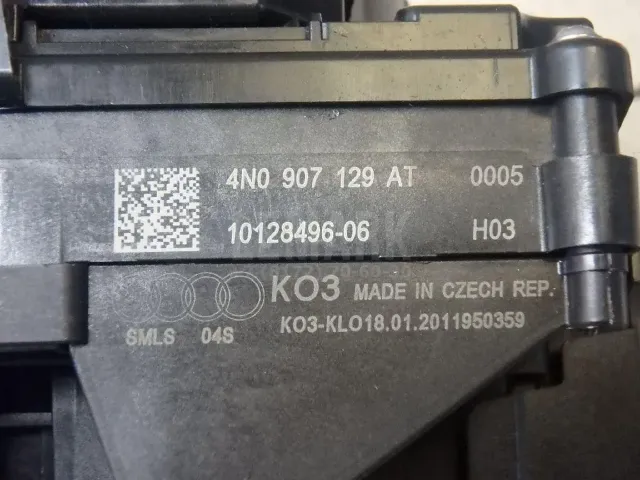 4N0 907 129 AT 0005
10128496-06 H03
KO3 MADE IN CZECH REP.
SMLS 04S KO3-KLO18.01.2011950359